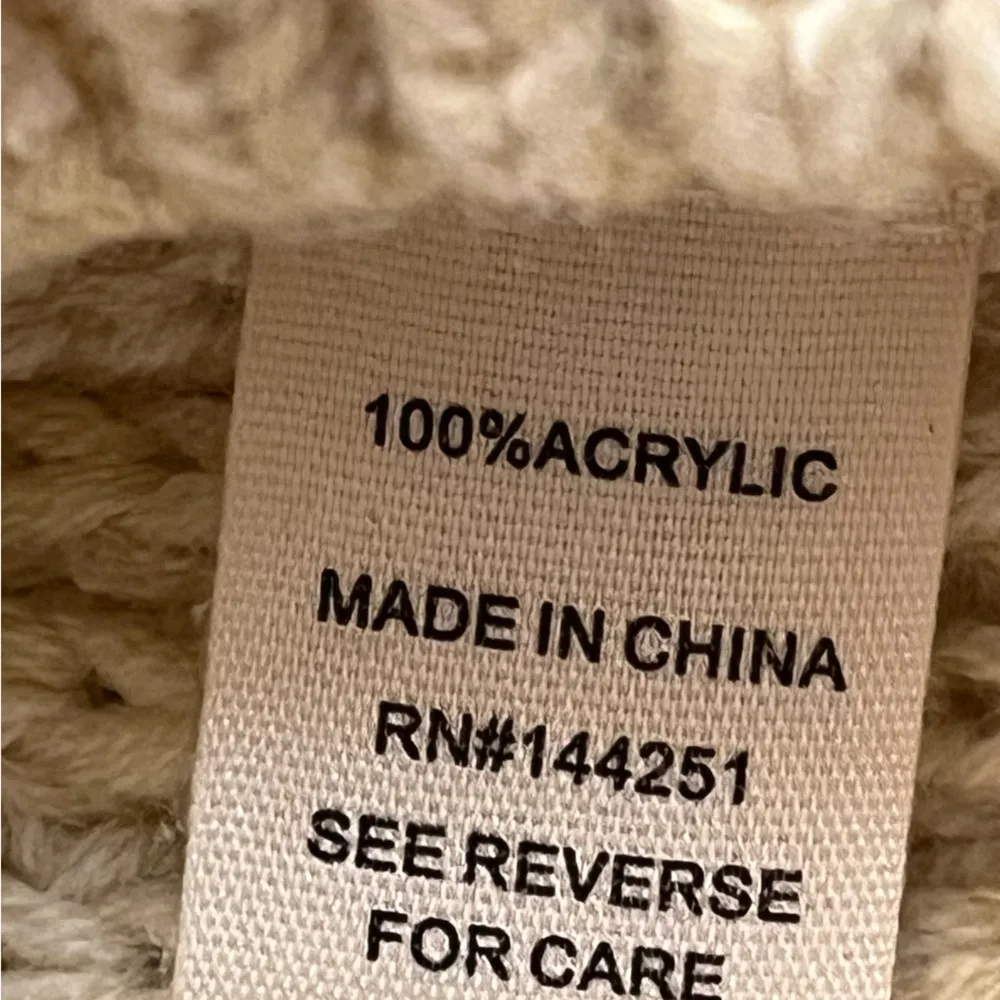 100%ACRYLIC
MADE IN CHINA
RN#144251
SEE REVERSE
FOR CARE